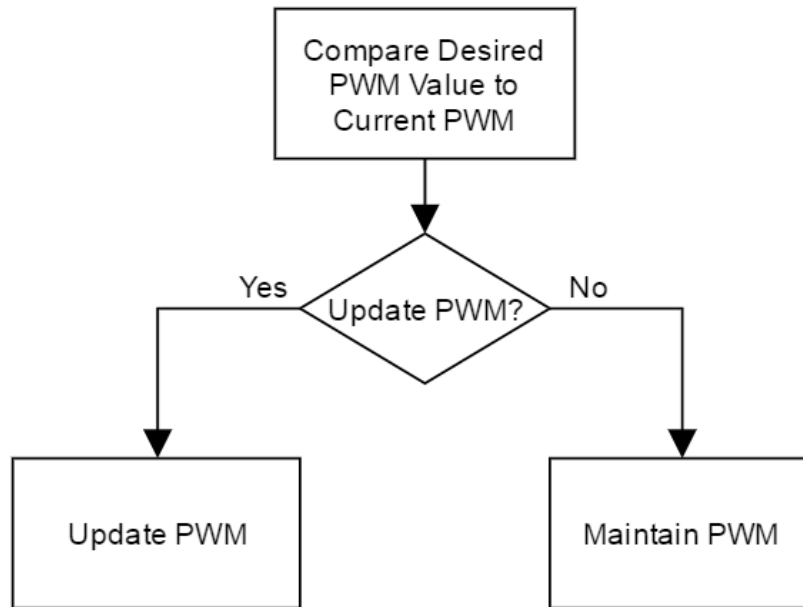 Compare Desired
PWM Value to
Current PWM
Yes
Update PWM?
No
Update PWM
Maintain PWM